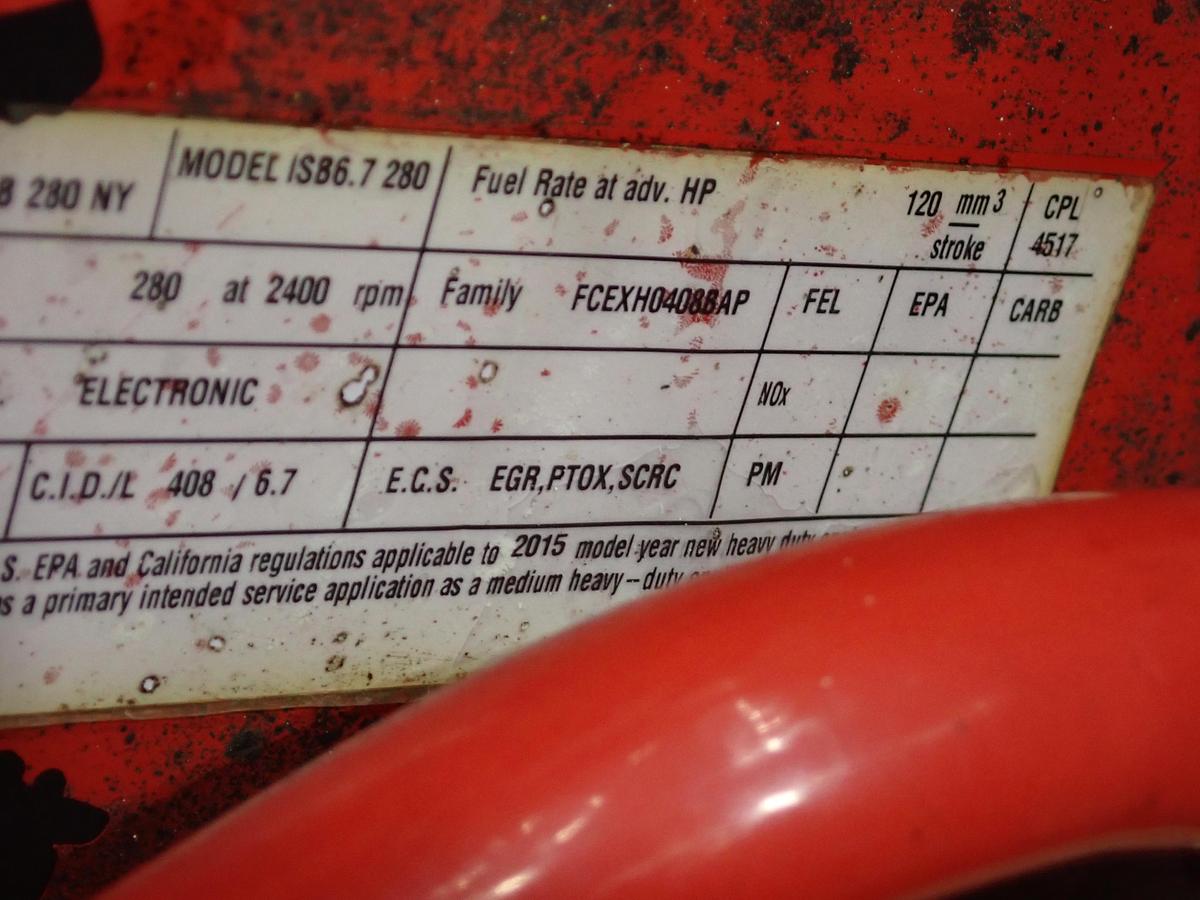 B 280 NY MODEL ISB6.7 280 Fuel Rate at adv. HP 120 mm3 CPL
stroke 4517
280 at 2400 rpm Family FCEXH0408BAP FEL EPA CARB
ELECTRONIC NOx
C.I.D./L 408 / 6.7 E.C.S. EGR,PTOX,SCRC PM
S. EPA and California regulations applicable to 2015 model year new heavy duty
as a primary intended service application as a medium heavy-duty